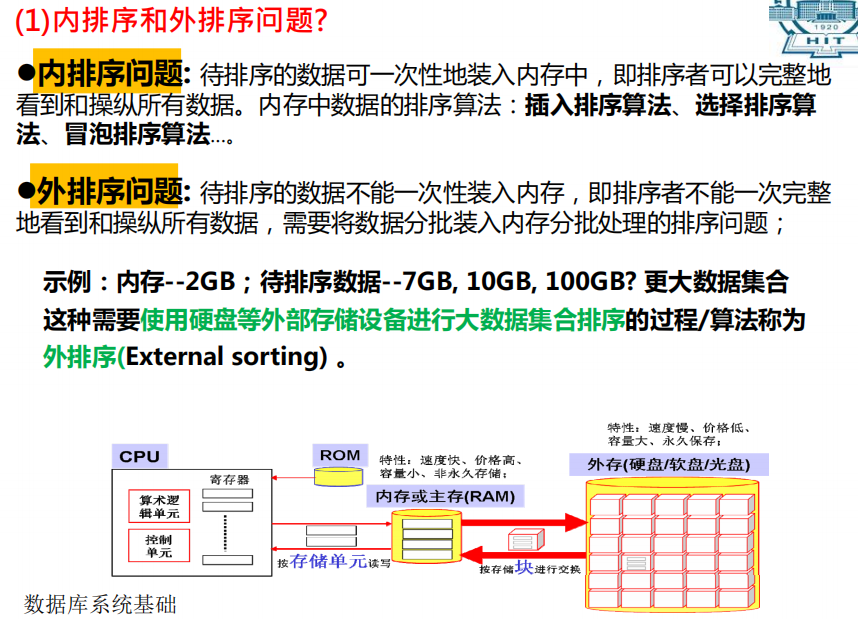 (1)内排序和外排序问题?
1920
HIT
●内排序问题: 待排序的数据可一次性地装入内存中，即排序者可以完整地
看到和操纵所有数据。内存中数据的排序算法：插入排序算法、选择排序算
法、冒泡排序算法…。
●外排序问题: 待排序的数据不能一次性装入内存，即排序者不能一次完整
地看到和操纵所有数据，需要将数据分批装入内存分批处理的排序问题；
示例：内存--2GB；待排序数据--7GB, 10GB, 100GB? 更大数据集合
这种需要使用硬盘等外部存储设备进行大数据集合排序的过程/算法称为
外排序(External sorting) 。
CPU
寄存器
算术逻
辑单元
控制
单元
ROM
特性：速度快、价格高、
容量小、非永久存储；
内存或主存(RAM)
按存储单元读写
特性：速度慢、价格低、
容量大、永久保存；
外存(硬盘/软盘/光盘)
按存储块进行交换
数据库系统基础